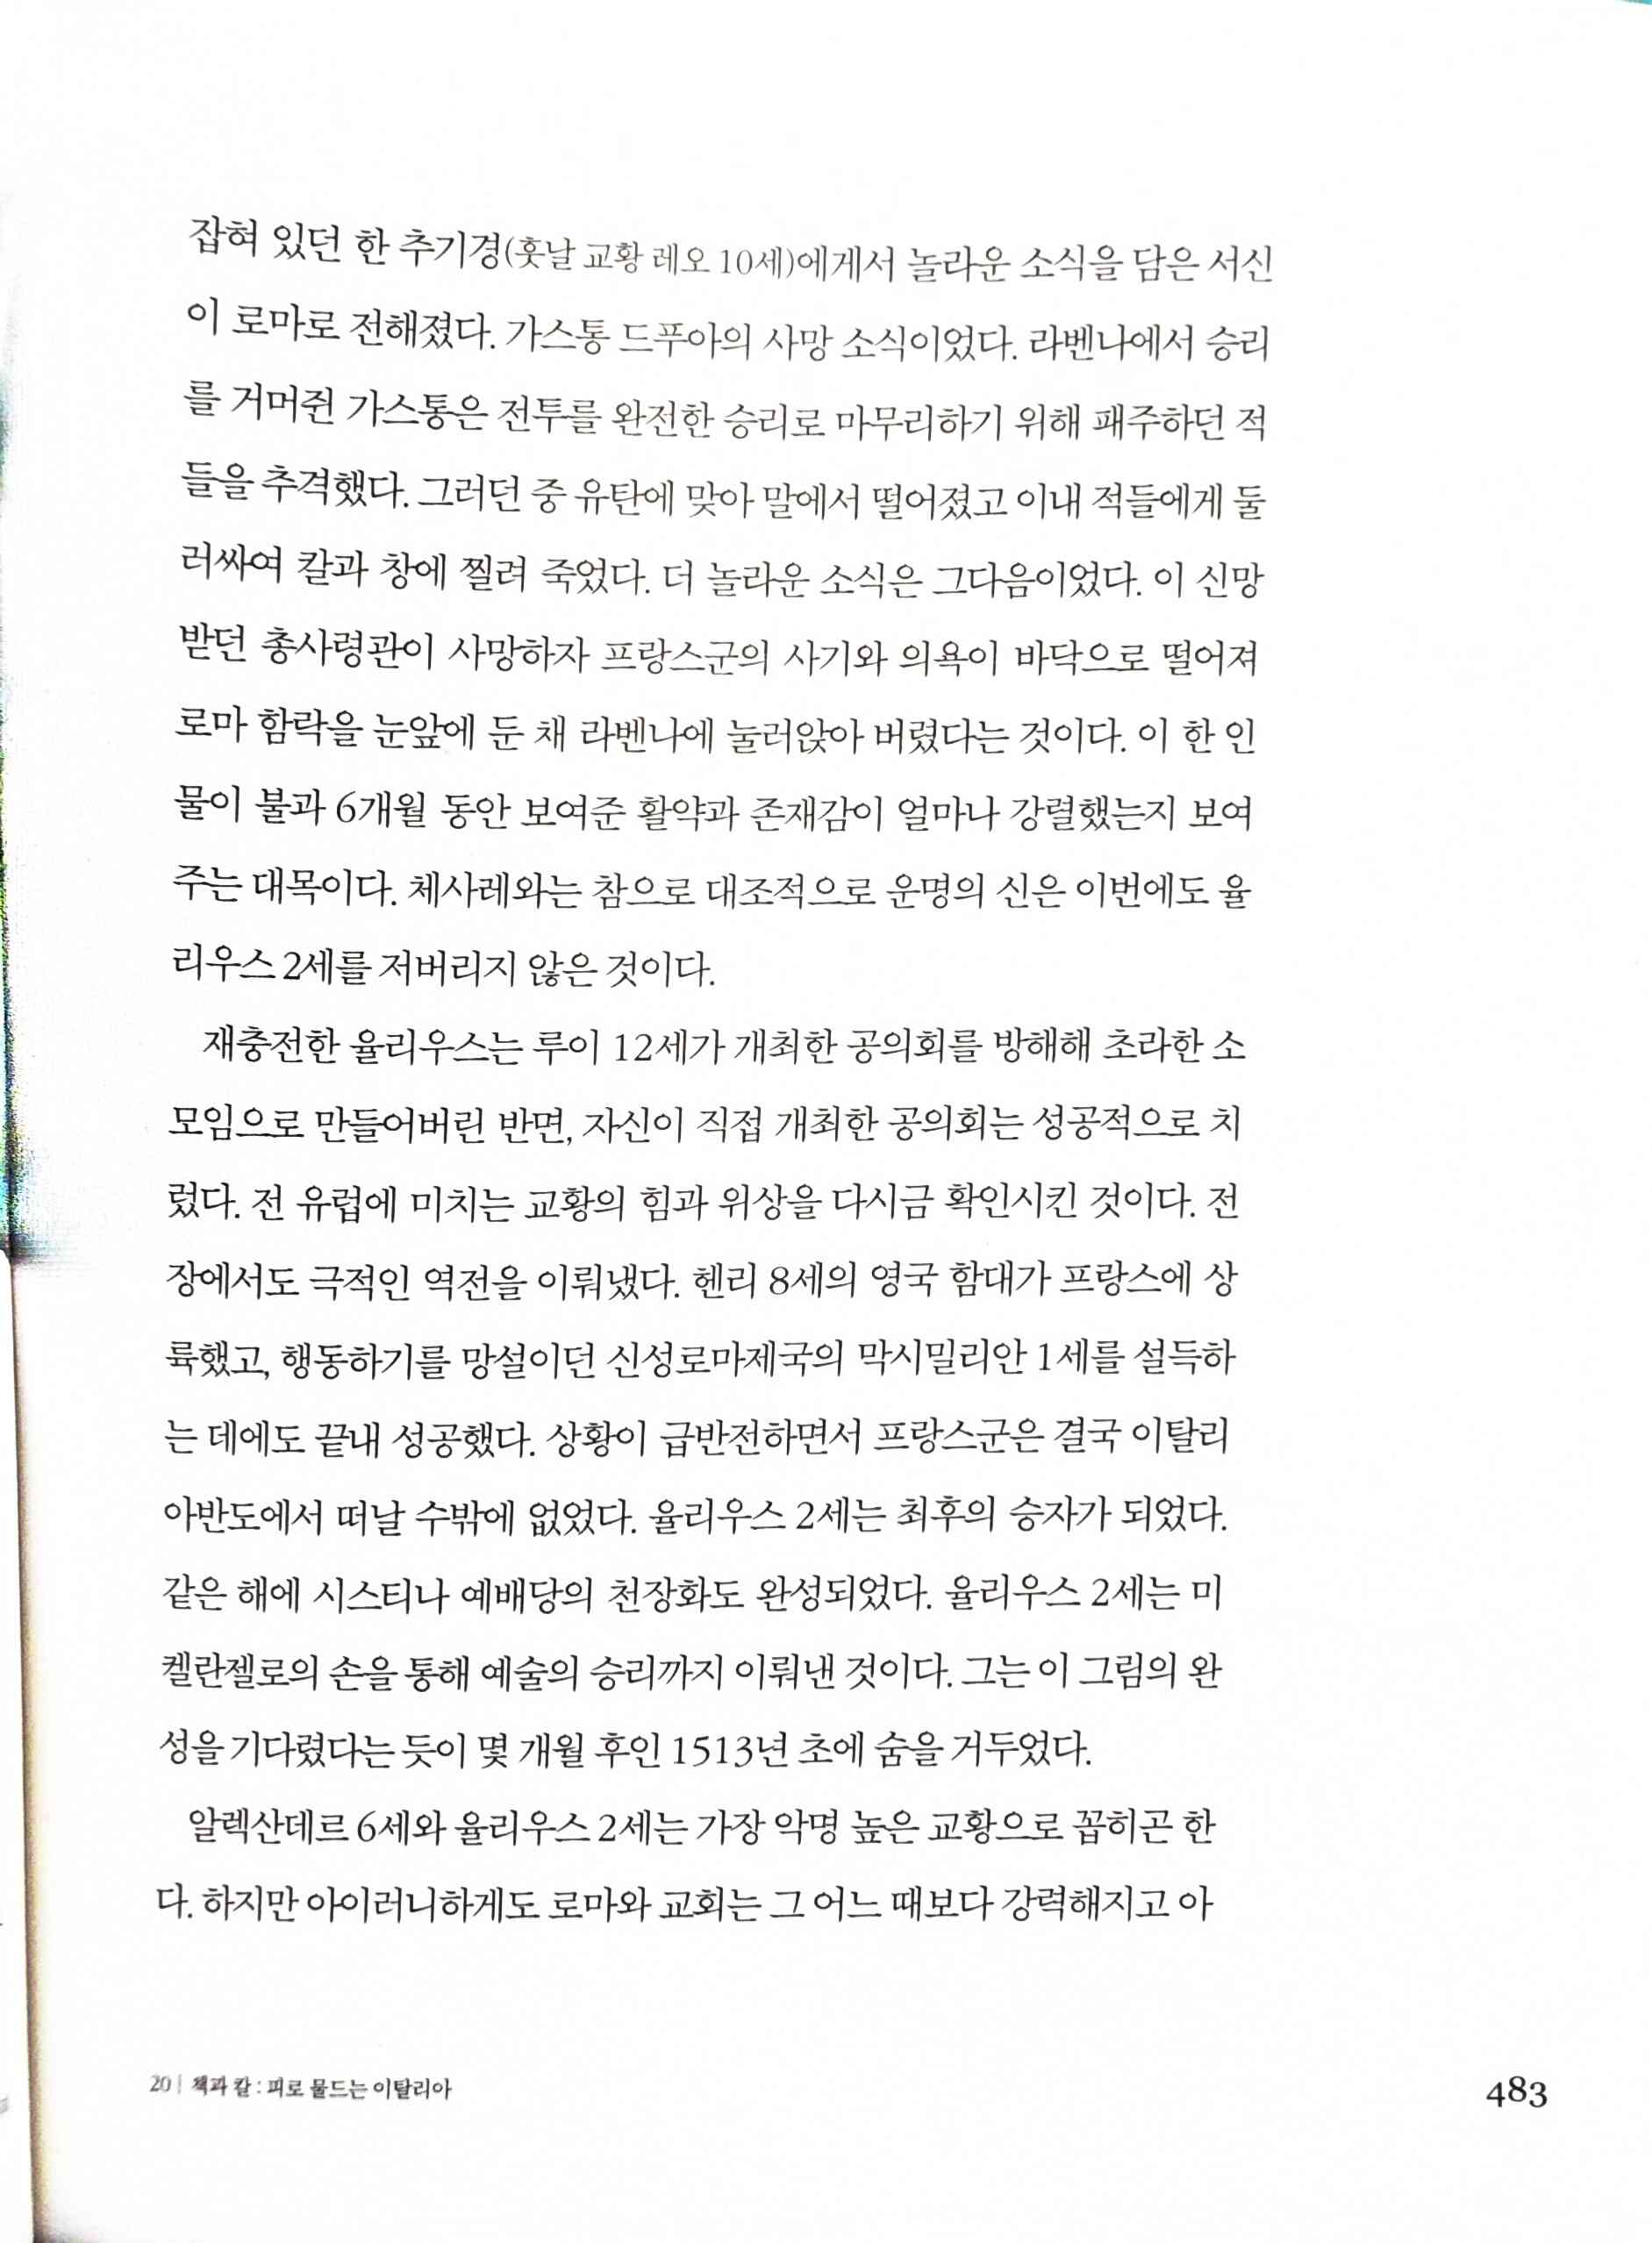 잡혀 있던 한 추기경(훗날 교황 레오 10세)에게서 놀라운 소식을 담은 서신
이 로마로 전해졌다. 가스통 드푸아의 사망 소식이었다. 라벤나에서 승리
를 거머쥔 가스통은 전투를 완전한 승리로 마무리하기 위해 패주하던 적
들을 추격했다. 그러던 중 유탄에 맞아 말에서 떨어졌고 이내 적들에게 둘
러싸여 칼과 창에 찔려 죽었다. 더 놀라운 소식은 그다음이었다. 이 신망
받던 총사령관이 사망하자 프랑스군의 사기와 의욕이 바닥으로 떨어져
로마 함락을 눈앞에 둔 채 라벤나에 눌러앉아 버렸다는 것이다. 이 한 인
물이 불과 6개월 동안 보여준 활약과 존재감이 얼마나 강렬했는지 보여
주는 대목이다. 체사레와는 참으로 대조적으로 운명의 신은 이번에도 율
리우스 2세를 저버리지 않은 것이다.
재충전한 율리우스는 루이 12세가 개최한 공의회를 방해해 초라한 소
모임으로 만들어버린 반면, 자신이 직접 개최한 공의회는 성공적으로 치
렀다. 전 유럽에 미치는 교황의 힘과 위상을 다시금 확인시킨 것이다. 전
장에서도 극적인 역전을 이뤄냈다. 헨리 8세의 영국 함대가 프랑스에 상
륙했고, 행동하기를 망설이던 신성로마제국의 막시밀리안 1세를 설득하
는 데에도 끝내 성공했다. 상황이 급반전하면서 프랑스군은 결국 이탈리
아반도에서 떠날 수밖에 없었다. 율리우스 2세는 최후의 승자가 되었다.
같은 해에 시스티나 예배당의 천장화도 완성되었다. 율리우스 2세는 미
켈란젤로의 손을 통해 예술의 승리까지 이뤄낸 것이다. 그는 이 그림의 완
성을 기다렸다는 듯이 몇 개월 후인 1513년 초에 숨을 거두었다.
알렉산데르 6세와 율리우스 2세는 가장 악명 높은 교황으로 꼽히곤 한
다. 하지만 아이러니하게도 로마와 교회는 그 어느 때보다 강력해지고 아
20 | 책과 칼 : 피로 물드는 이탈리아
483